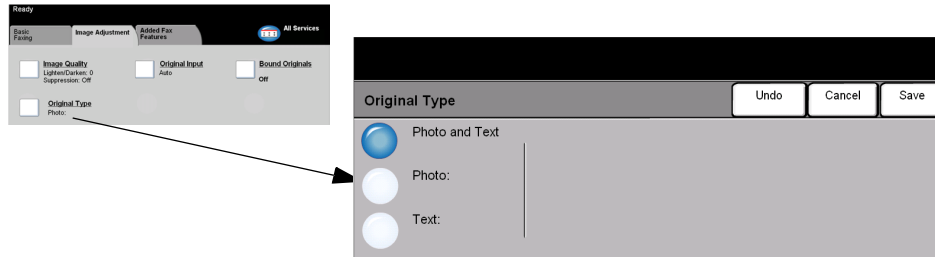 Ready
Basic Faxing
Image Adjustment
Added Fax Features
All Services
Image Quality
Lighten/Darken: 0
Suppression: Off
Original Input
Auto
Bound Originals
Off
Original Type
Photo:
Original Type
Undo
Cancel
Save
Photo and Text
Photo:
Text: